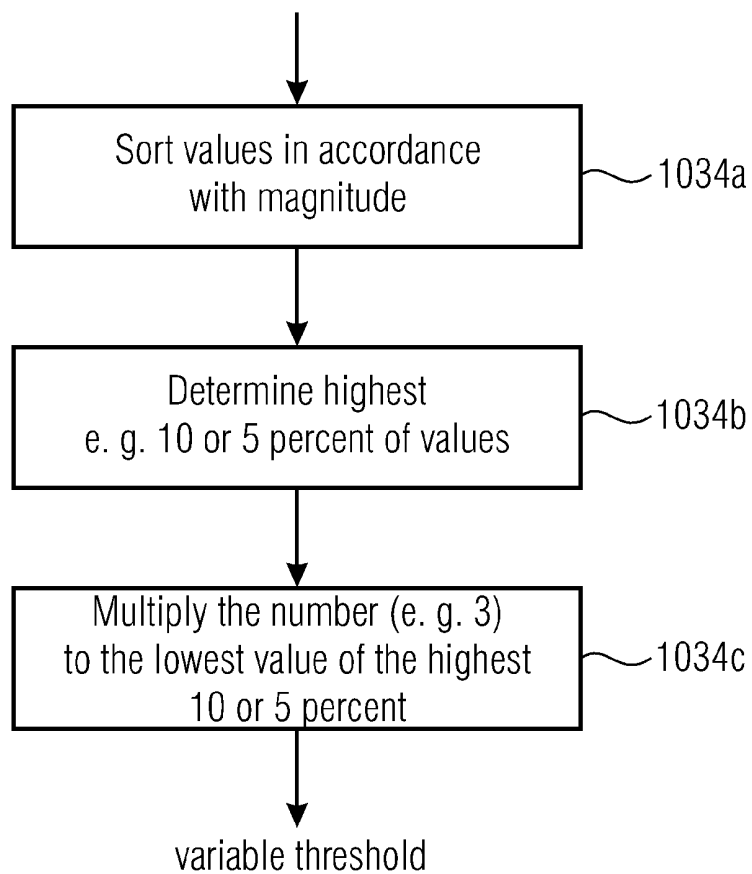 Sort values in accordance
with magnitude
1034a
Determine highest
e. g. 10 or 5 percent of values
1034b
Multiply the number (e. g. 3)
to the lowest value of the highest
10 or 5 percent
1034c
variable threshold